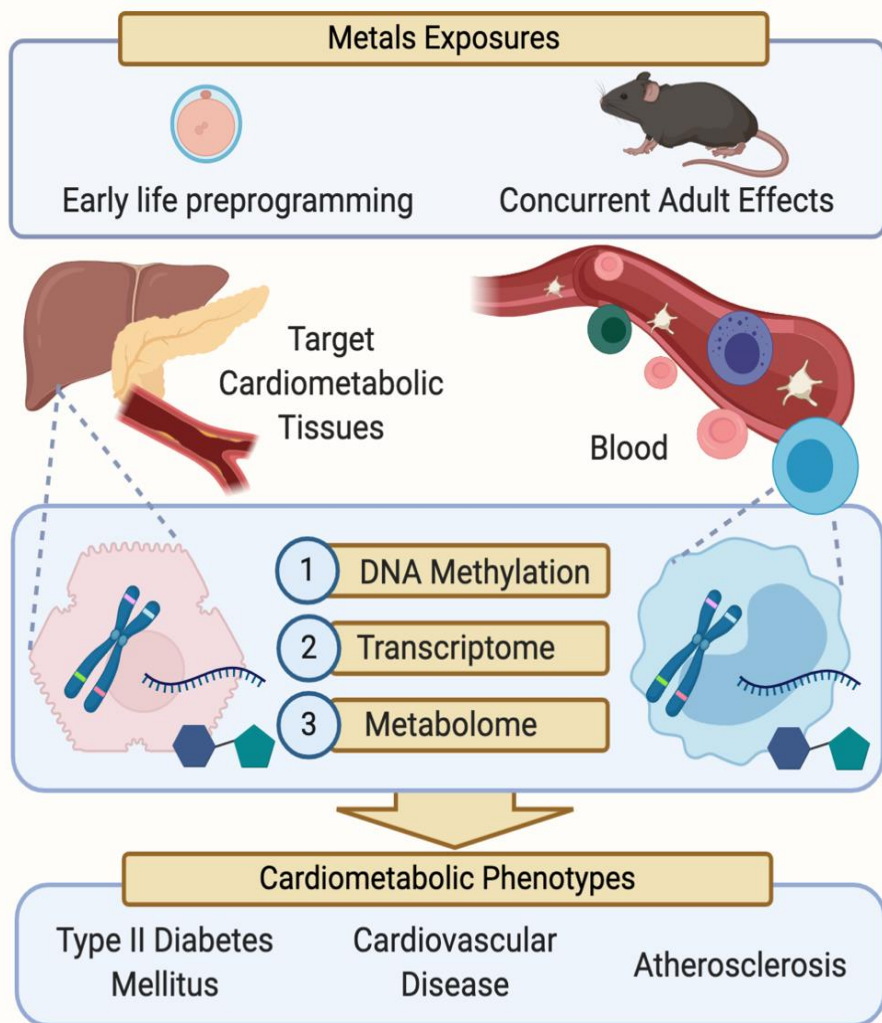 Metals Exposures
Early life preprogramming
Concurrent Adult Effects
Target
Cardiometabolic
Tissues
Blood
1 DNA Methylation
2 Transcriptome
3 Metabolome
Cardiometabolic Phenotypes
Type II Diabetes
Mellitus
Cardiovascular
Disease
Atherosclerosis